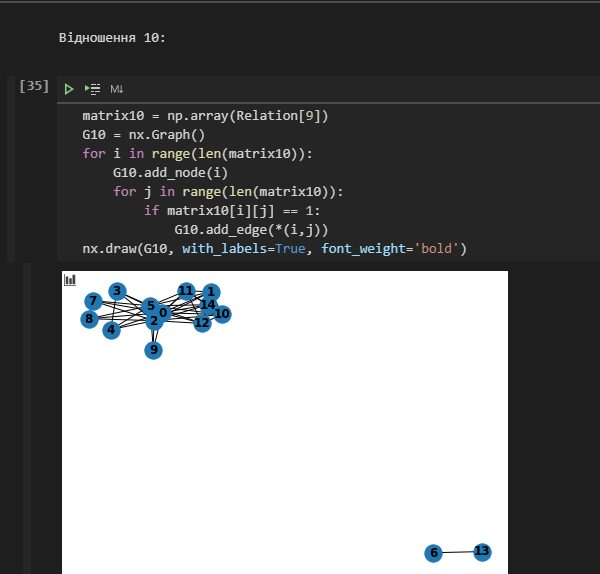 Відношення 10:
[35]
M↓
matrix10 = np.array(Relation[9])
G10 = nx.Graph()
for i in range(len(matrix10)):
    G10.add_node(i)
    for j in range(len(matrix10)):
        if matrix10[i][j] == 1:
            G10.add_edge(*(i,j))
nx.draw(G10, with_labels=True, font_weight='bold')
3 11 1
7 5 14
8 0 10
4 2 12
9
6 13